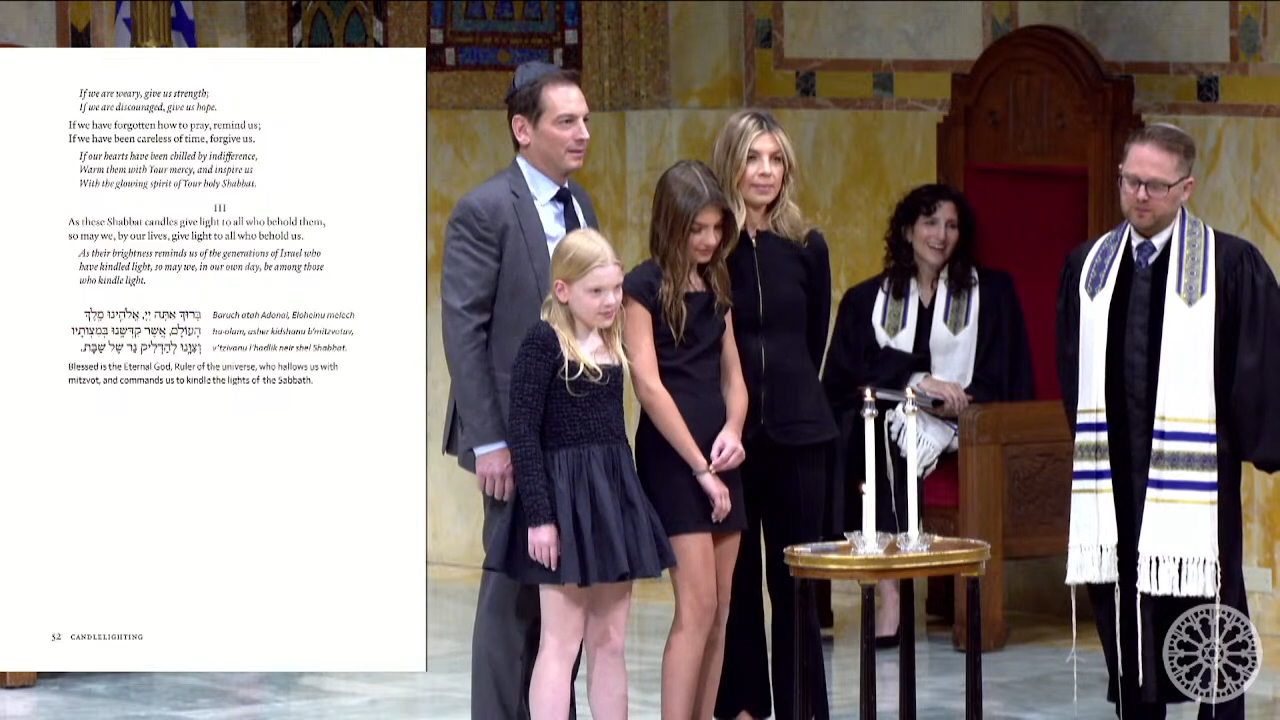 If we are weary, give us strength;
If we are discouraged, give us hope.
If we have forgotten how to pray, remind us;
If we have been careless of time, forgive us.
If our hearts have been chilled by indifference,
Warm them with Your mercy, and inspire us
With the glowing spirit of Your holy Shabbat.
III
As these Shabbat candles give light to all who behold them,
so may we, by our lives, give light to all who behold us.
As their brightness reminds us of the generations of Israel who
have kindled light, so may we, in our own day, be among those
who kindle light.
בָּרוּךְ אַתָּה יְיָ, אֱלֹהֵֽינוּ מֶֽלֶךְ
הָעוֹלָם, אֲשֶׁר קִדְּשָֽׁנוּ בְּמִצְוֹתָיו
וְצִוָּֽנוּ לְהַדְלִיק נֵר שֶׁל שַׁבָּת.
Baruch atah Adonai, Eloheinu melech
ha-olam, asher kid'shanu b'mitzvotav,
v'tzivanu l'hadlik neir shel Shabbat.
Blessed is the Eternal God, Ruler of the universe, who hallows us with
mitzvot, and commands us to kindle the lights of the Sabbath.
52 CANDLELIGHTING